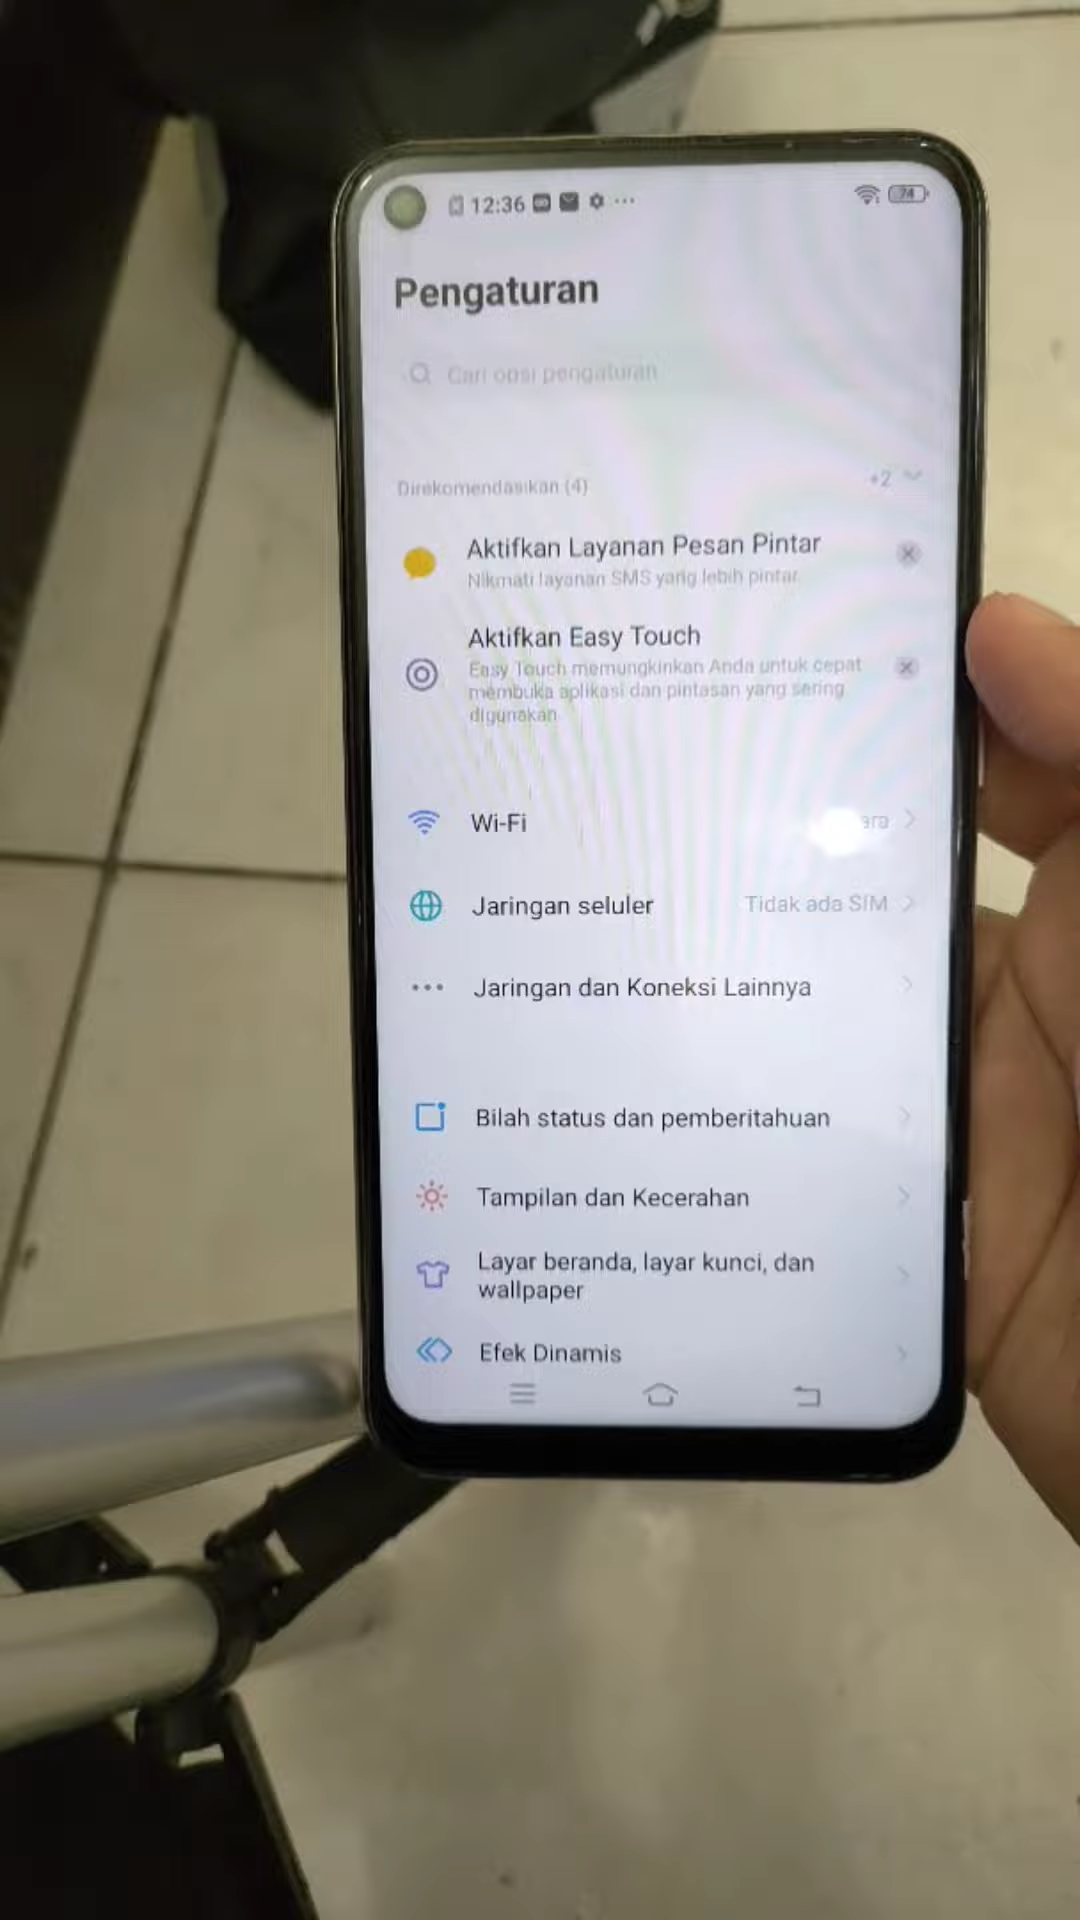 12:36
74
Pengaturan
Cari opsi pengaturan
Direkomendasikan (4)
+2
Aktifkan Layanan Pesan Pintar
Nikmati layanan SMS yang lebih pintar
Aktifkan Easy Touch
Easy Touch memungkinkan Anda untuk cepat
membuka aplikasi dan pintasan yang sering
digunakan
Wi-Fi
Jaringan seluler Tidak ada SIM
Jaringan dan Koneksi Lainnya
Bilah status dan pemberitahuan
Tampilan dan Kecerahan
Layar beranda, layar kunci, dan
wallpaper
Efek Dinamis